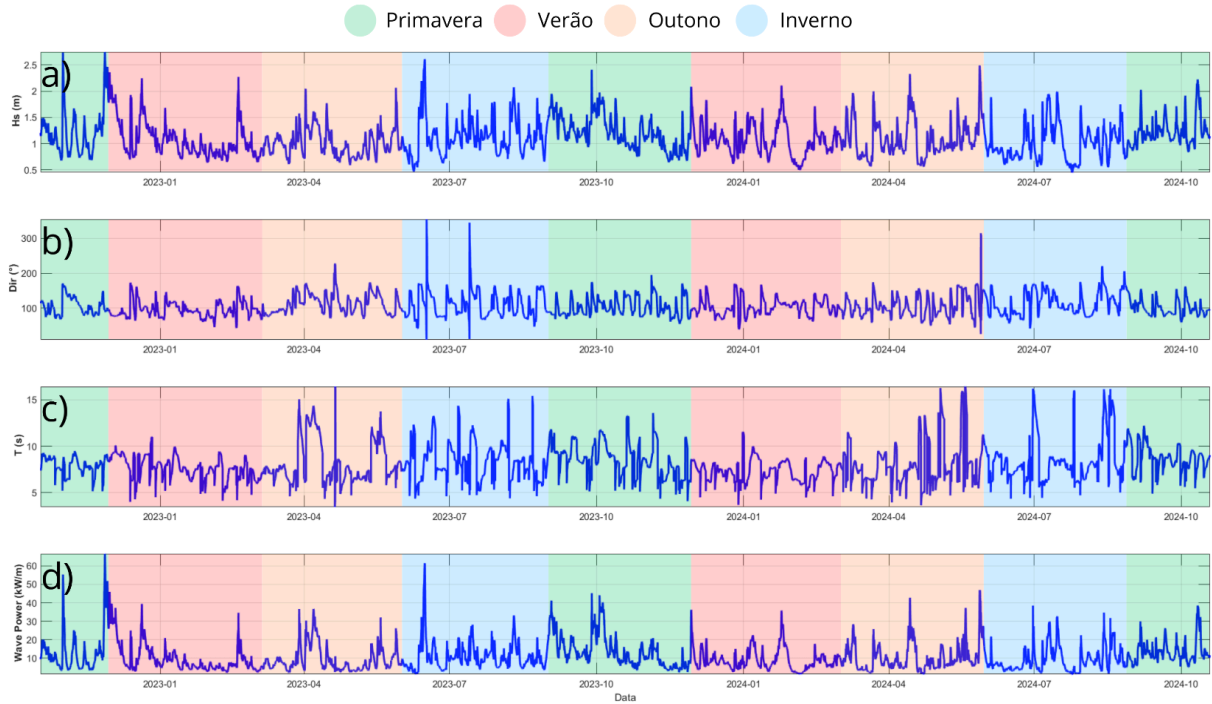 Primavera Verão Outono Inverno
a)
Hs (m)
2.5
2
1.5
1
0.5
2023-01 2023-04 2023-07 2023-10 2024-01 2024-04 2024-07 2024-10
b)
Dir (°)
300
200
100
2023-01 2023-04 2023-07 2023-10 2024-01 2024-04 2024-07 2024-10
c)
T (s)
15
10
5
2023-01 2023-04 2023-07 2023-10 2024-01 2024-04 2024-07 2024-10
d)
Wave Power (kW/m)
60
50
40
30
20
10
2023-01 2023-04 2023-07 2023-10 2024-01 2024-04 2024-07 2024-10
Data